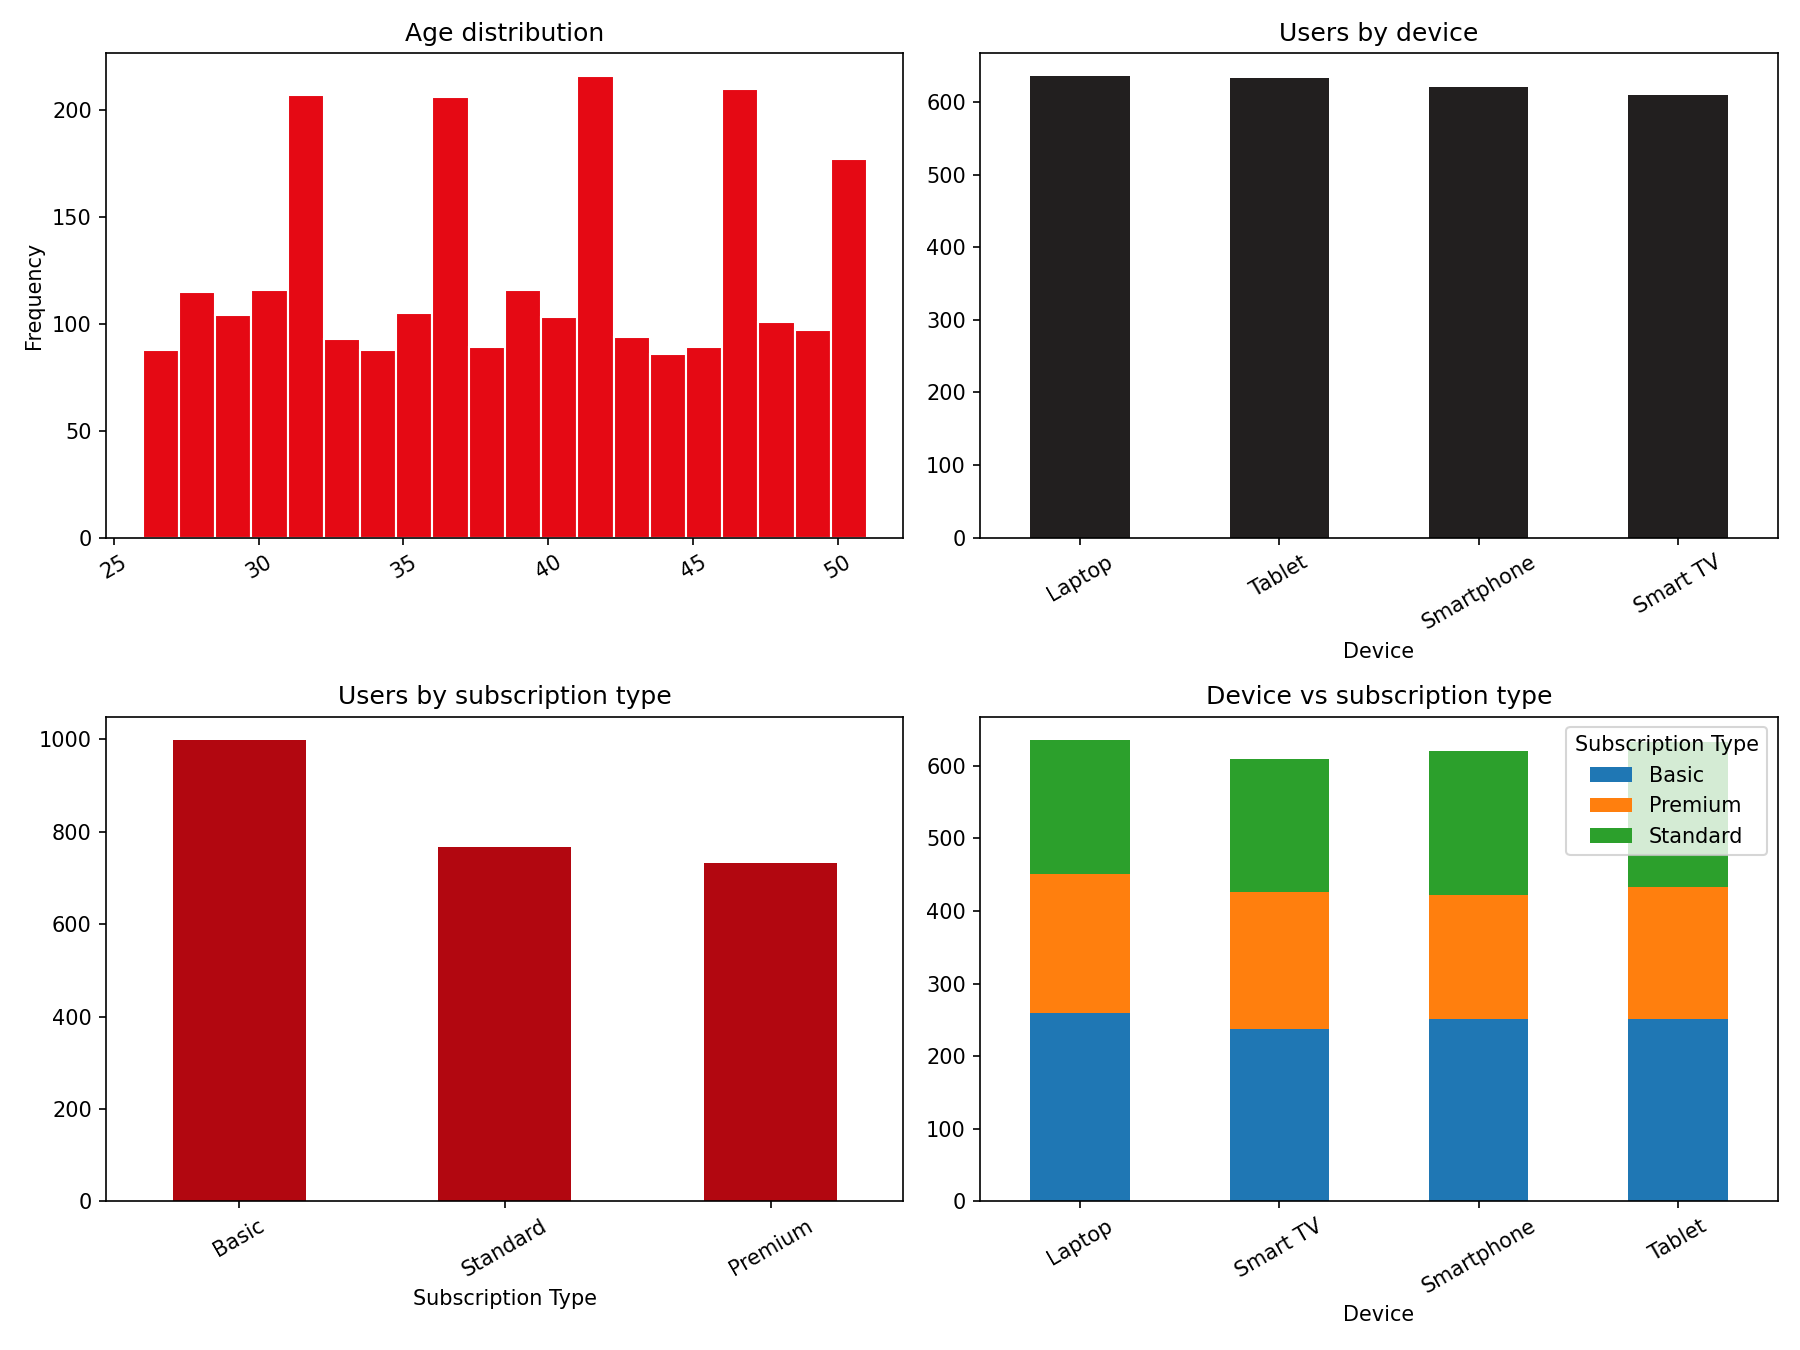 Age distribution
Frequency
200
150
100
50
0
25 30 35 40 45 50
Users by device
600
500
400
300
200
100
0
Laptop Tablet Smartphone Smart TV
Device
Users by subscription type
1000
800
600
400
200
0
Basic Standard Premium
Subscription Type
Device vs subscription type
600
500
400
300
200
100
0
Subscription Type
Basic
Premium
Standard
Laptop Smart TV Smartphone Tablet
Device